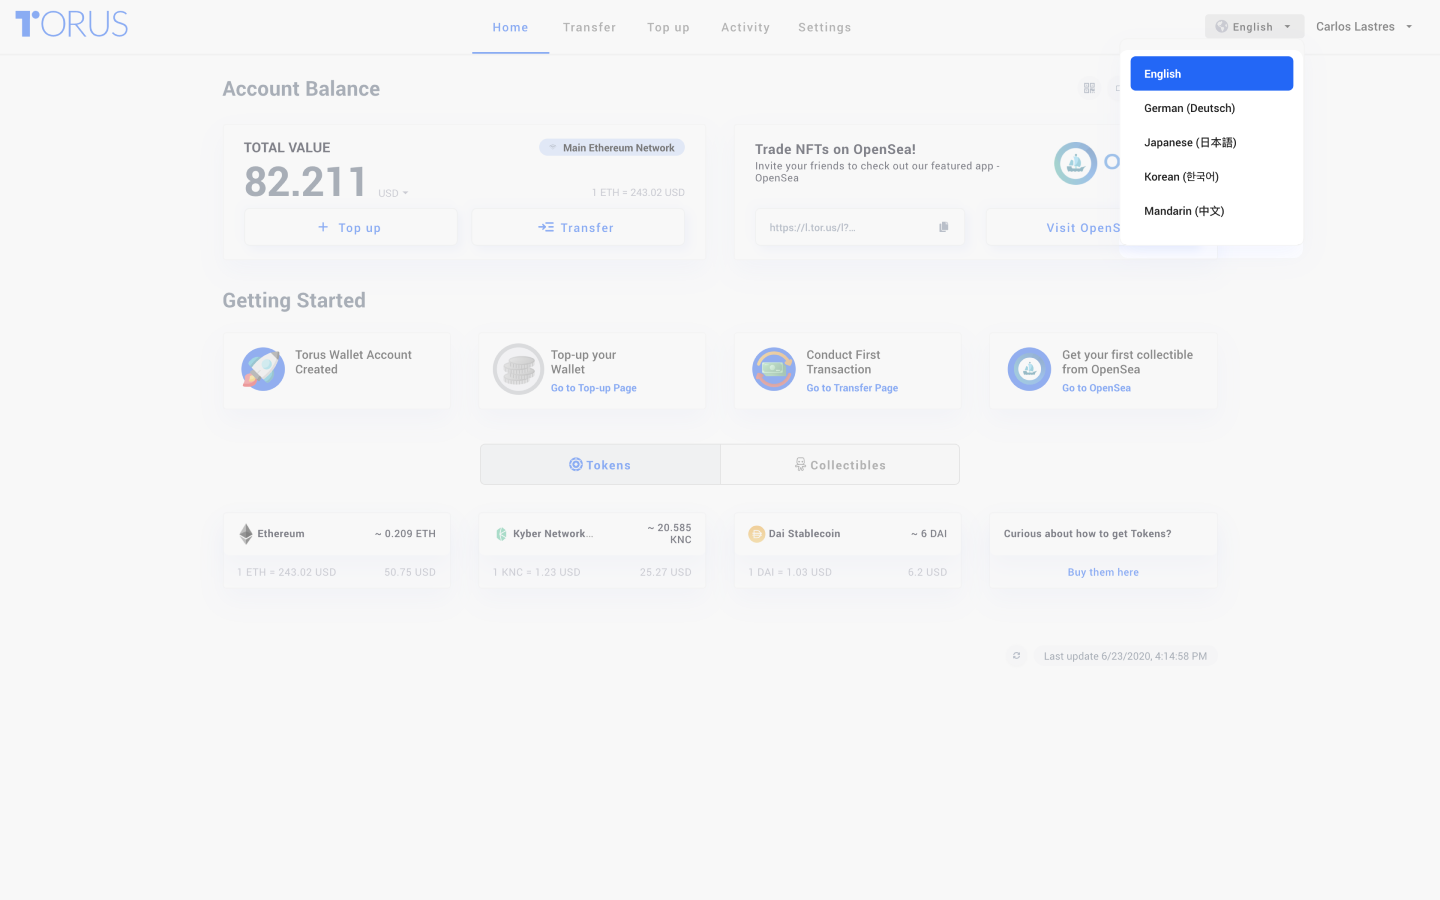 TORUS
Home
Transfer
Top up
Activity
Settings
English
Carlos Lastres
English
German (Deutsch)
Japanese (日本語)
Korean (한국어)
Mandarin (中文)
Account Balance
TOTAL VALUE
Main Ethereum Network
82.211 USD
1 ETH = 243.02 USD
Top up
Transfer
Trade NFTs on OpenSea!
Invite your friends to check out our featured app -
OpenSea
https://l.tor.us/l?...
Visit OpenS
Getting Started
Torus Wallet Account
Created
Top-up your
Wallet
Go to Top-up Page
Conduct First
Transaction
Go to Transfer Page
Get your first collectible
from OpenSea
Go to OpenSea
Tokens
Collectibles
Ethereum
~ 0.209 ETH
1 ETH = 243.02 USD
50.75 USD
Kyber Network...
~ 20.585
KNC
1 KNC = 1.23 USD
25.27 USD
Dai Stablecoin
~ 6 DAI
1 DAI = 1.03 USD
6.2 USD
Curious about how to get Tokens?
Buy them here
Last update 6/23/2020, 4:14:58 PM